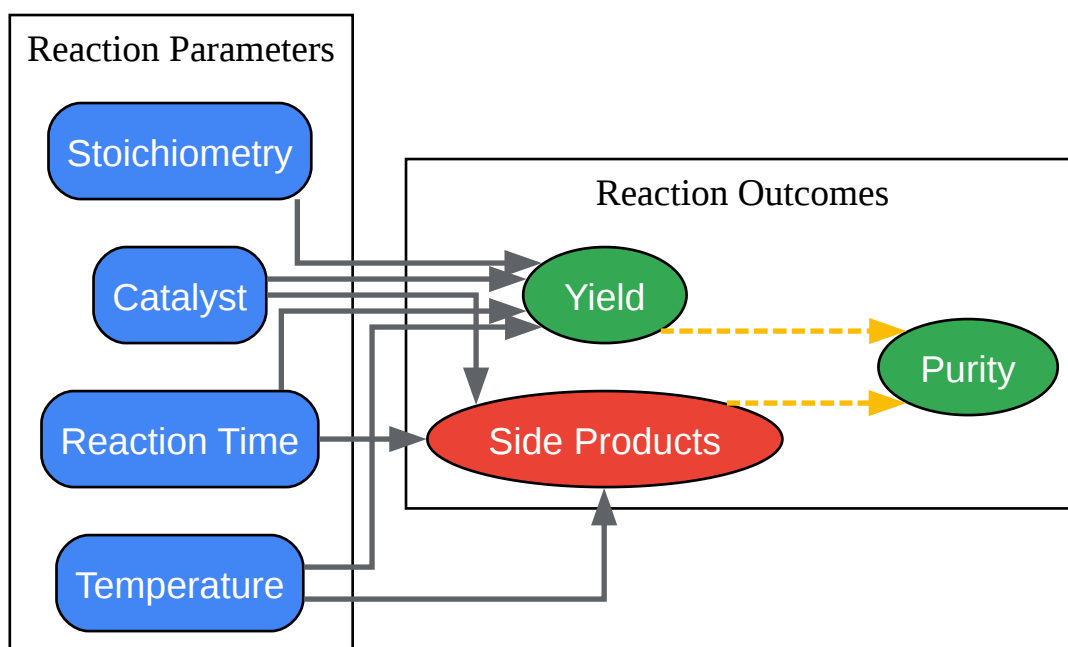 Reaction Parameters
Stoichiometry
Catalyst
Reaction Time
Temperature
Reaction Outcomes
Yield
Side Products
Purity